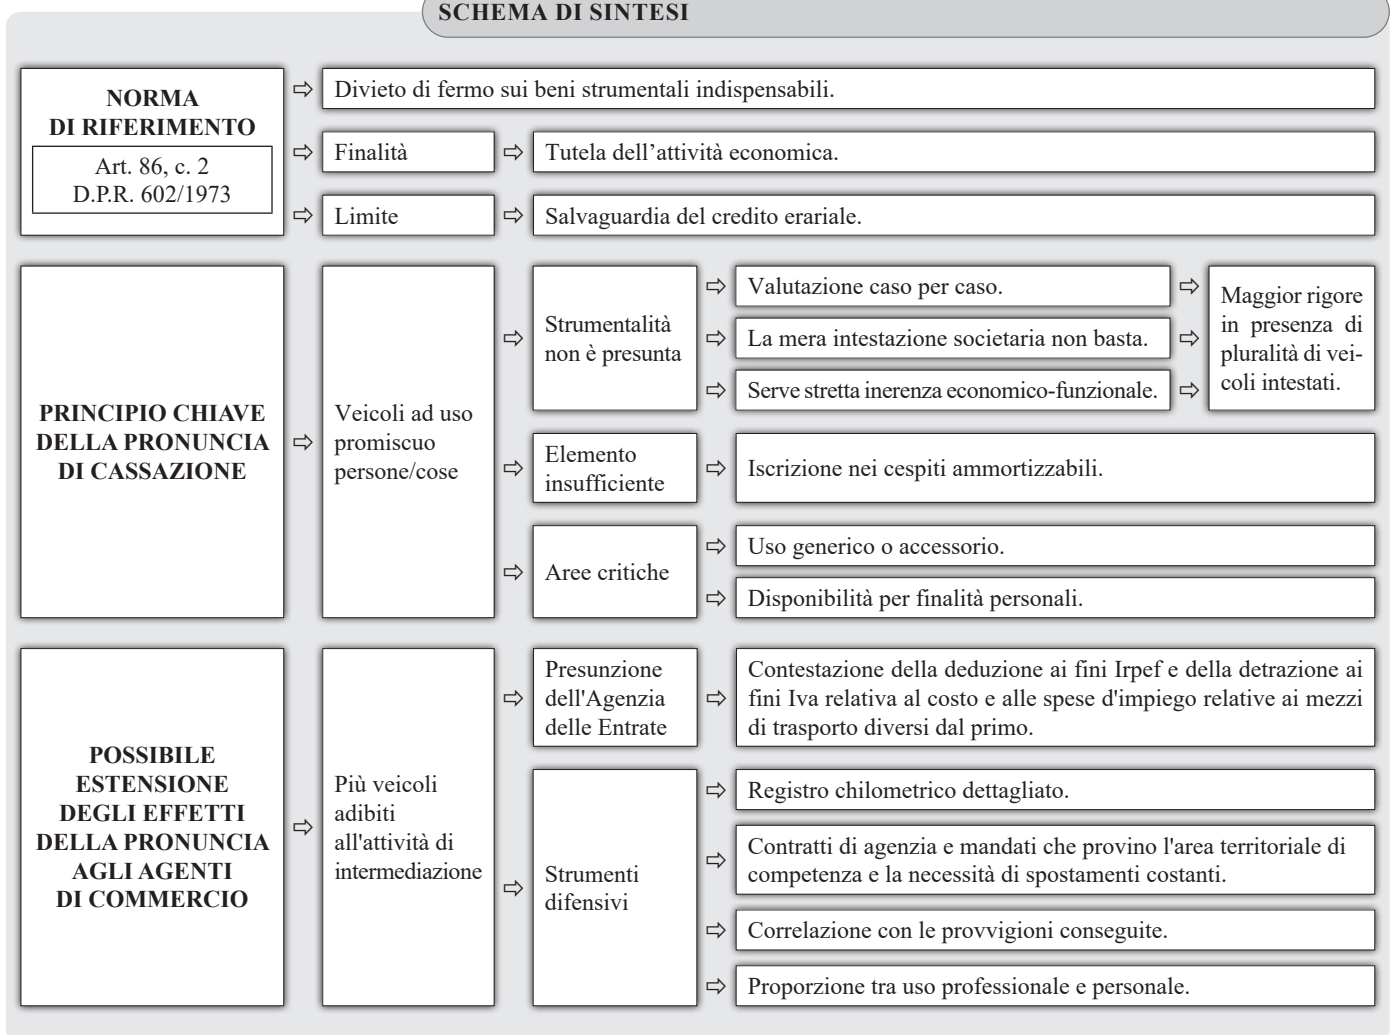 SCHEMA DI SINTESI
NORMA
DI RIFERIMENTO
Art. 86, c. 2
D.P.R. 602/1973
⇨ Divieto di fermo sui beni strumentali indispensabili.
⇨ Finalità ⇨ Tutela dell’attività economica.
⇨ Limite ⇨ Salvaguardia del credito erariale.
PRINCIPIO CHIAVE
DELLA PRONUNCIA
DI CASSAZIONE
⇨ Veicoli ad uso
promiscuo
persone/cose
⇨ Strumentalità
non è presunta
⇨ Valutazione caso per caso. ⇨
⇨ La mera intestazione societaria non basta. ⇨
⇨ Serve stretta inerenza economico-funzionale. ⇨
Maggior rigore
in presenza di
pluralità di vei-
coli intestati.
⇨ Elemento
insufficiente
⇨ Iscrizione nei cespiti ammortizzabili.
⇨ Aree critiche
⇨ Uso generico o accessorio.
⇨ Disponibilità per finalità personali.
POSSIBILE
ESTENSIONE
DEGLI EFFETTI
DELLA PRONUNCIA
AGLI AGENTI
DI COMMERCIO
⇨ Più veicoli
adibiti
all'attività di
intermediazione
⇨ Presunzione
dell'Agenzia
delle Entrate
⇨ Contestazione della deduzione ai fini Irpef e della detrazione ai
fini Iva relativa al costo e alle spese d'impiego relative ai mezzi
di trasporto diversi dal primo.
⇨ Strumenti
difensivi
⇨ Registro chilometrico dettagliato.
⇨ Contratti di agenzia e mandati che provino l'area territoriale di
competenza e la necessità di spostamenti costanti.
⇨ Correlazione con le provvigioni conseguite.
⇨ Proporzione tra uso professionale e personale.